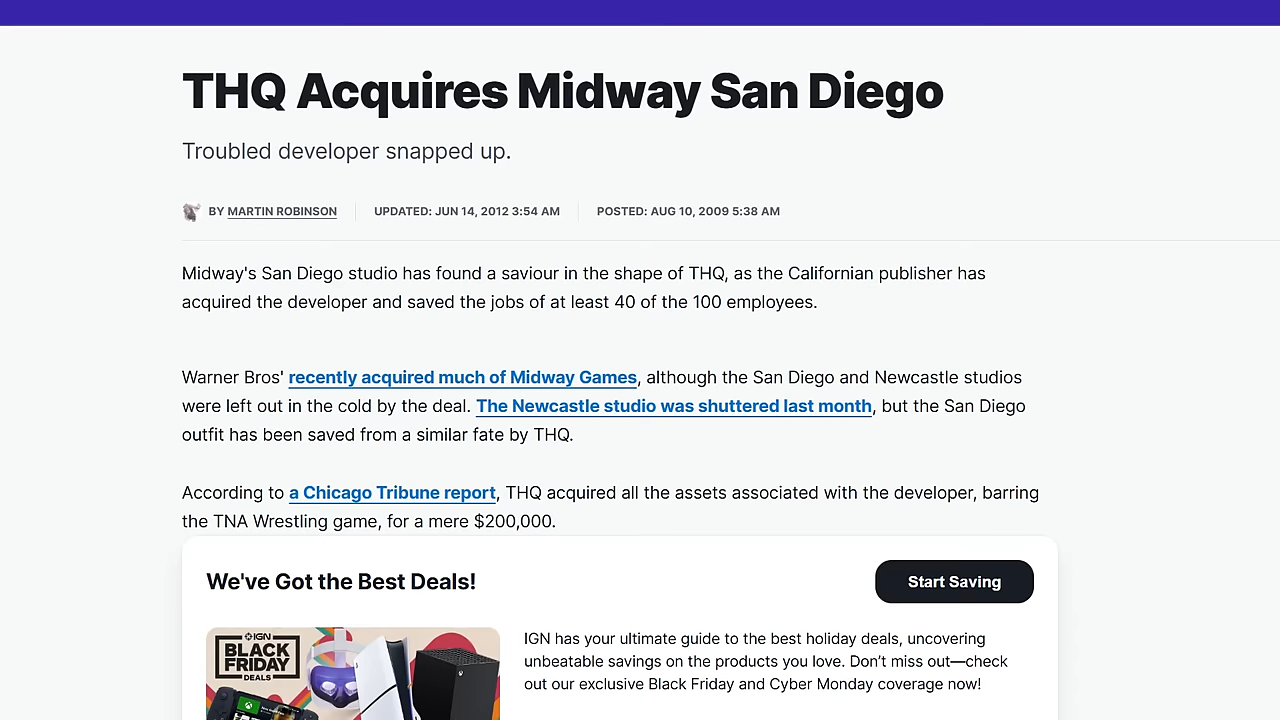 THQ Acquires Midway San Diego
Troubled developer snapped up.
BY MARTIN ROBINSON UPDATED: JUN 14, 2012 3:54 AM POSTED: AUG 10, 2009 5:38 AM
Midway's San Diego studio has found a saviour in the shape of THQ, as the Californian publisher has
acquired the developer and saved the jobs of at least 40 of the 100 employees.
Warner Bros' recently acquired much of Midway Games, although the San Diego and Newcastle studios
were left out in the cold by the deal. The Newcastle studio was shuttered last month, but the San Diego
outfit has been saved from a similar fate by THQ.
According to a Chicago Tribune report, THQ acquired all the assets associated with the developer, barring
the TNA Wrestling game, for a mere $200,000.
We've Got the Best Deals!
Start Saving
IGN
BLACK
FRIDAY
DEALS
IGN has your ultimate guide to the best holiday deals, uncovering
unbeatable savings on the products you love. Don’t miss out—check
out our exclusive Black Friday and Cyber Monday coverage now!